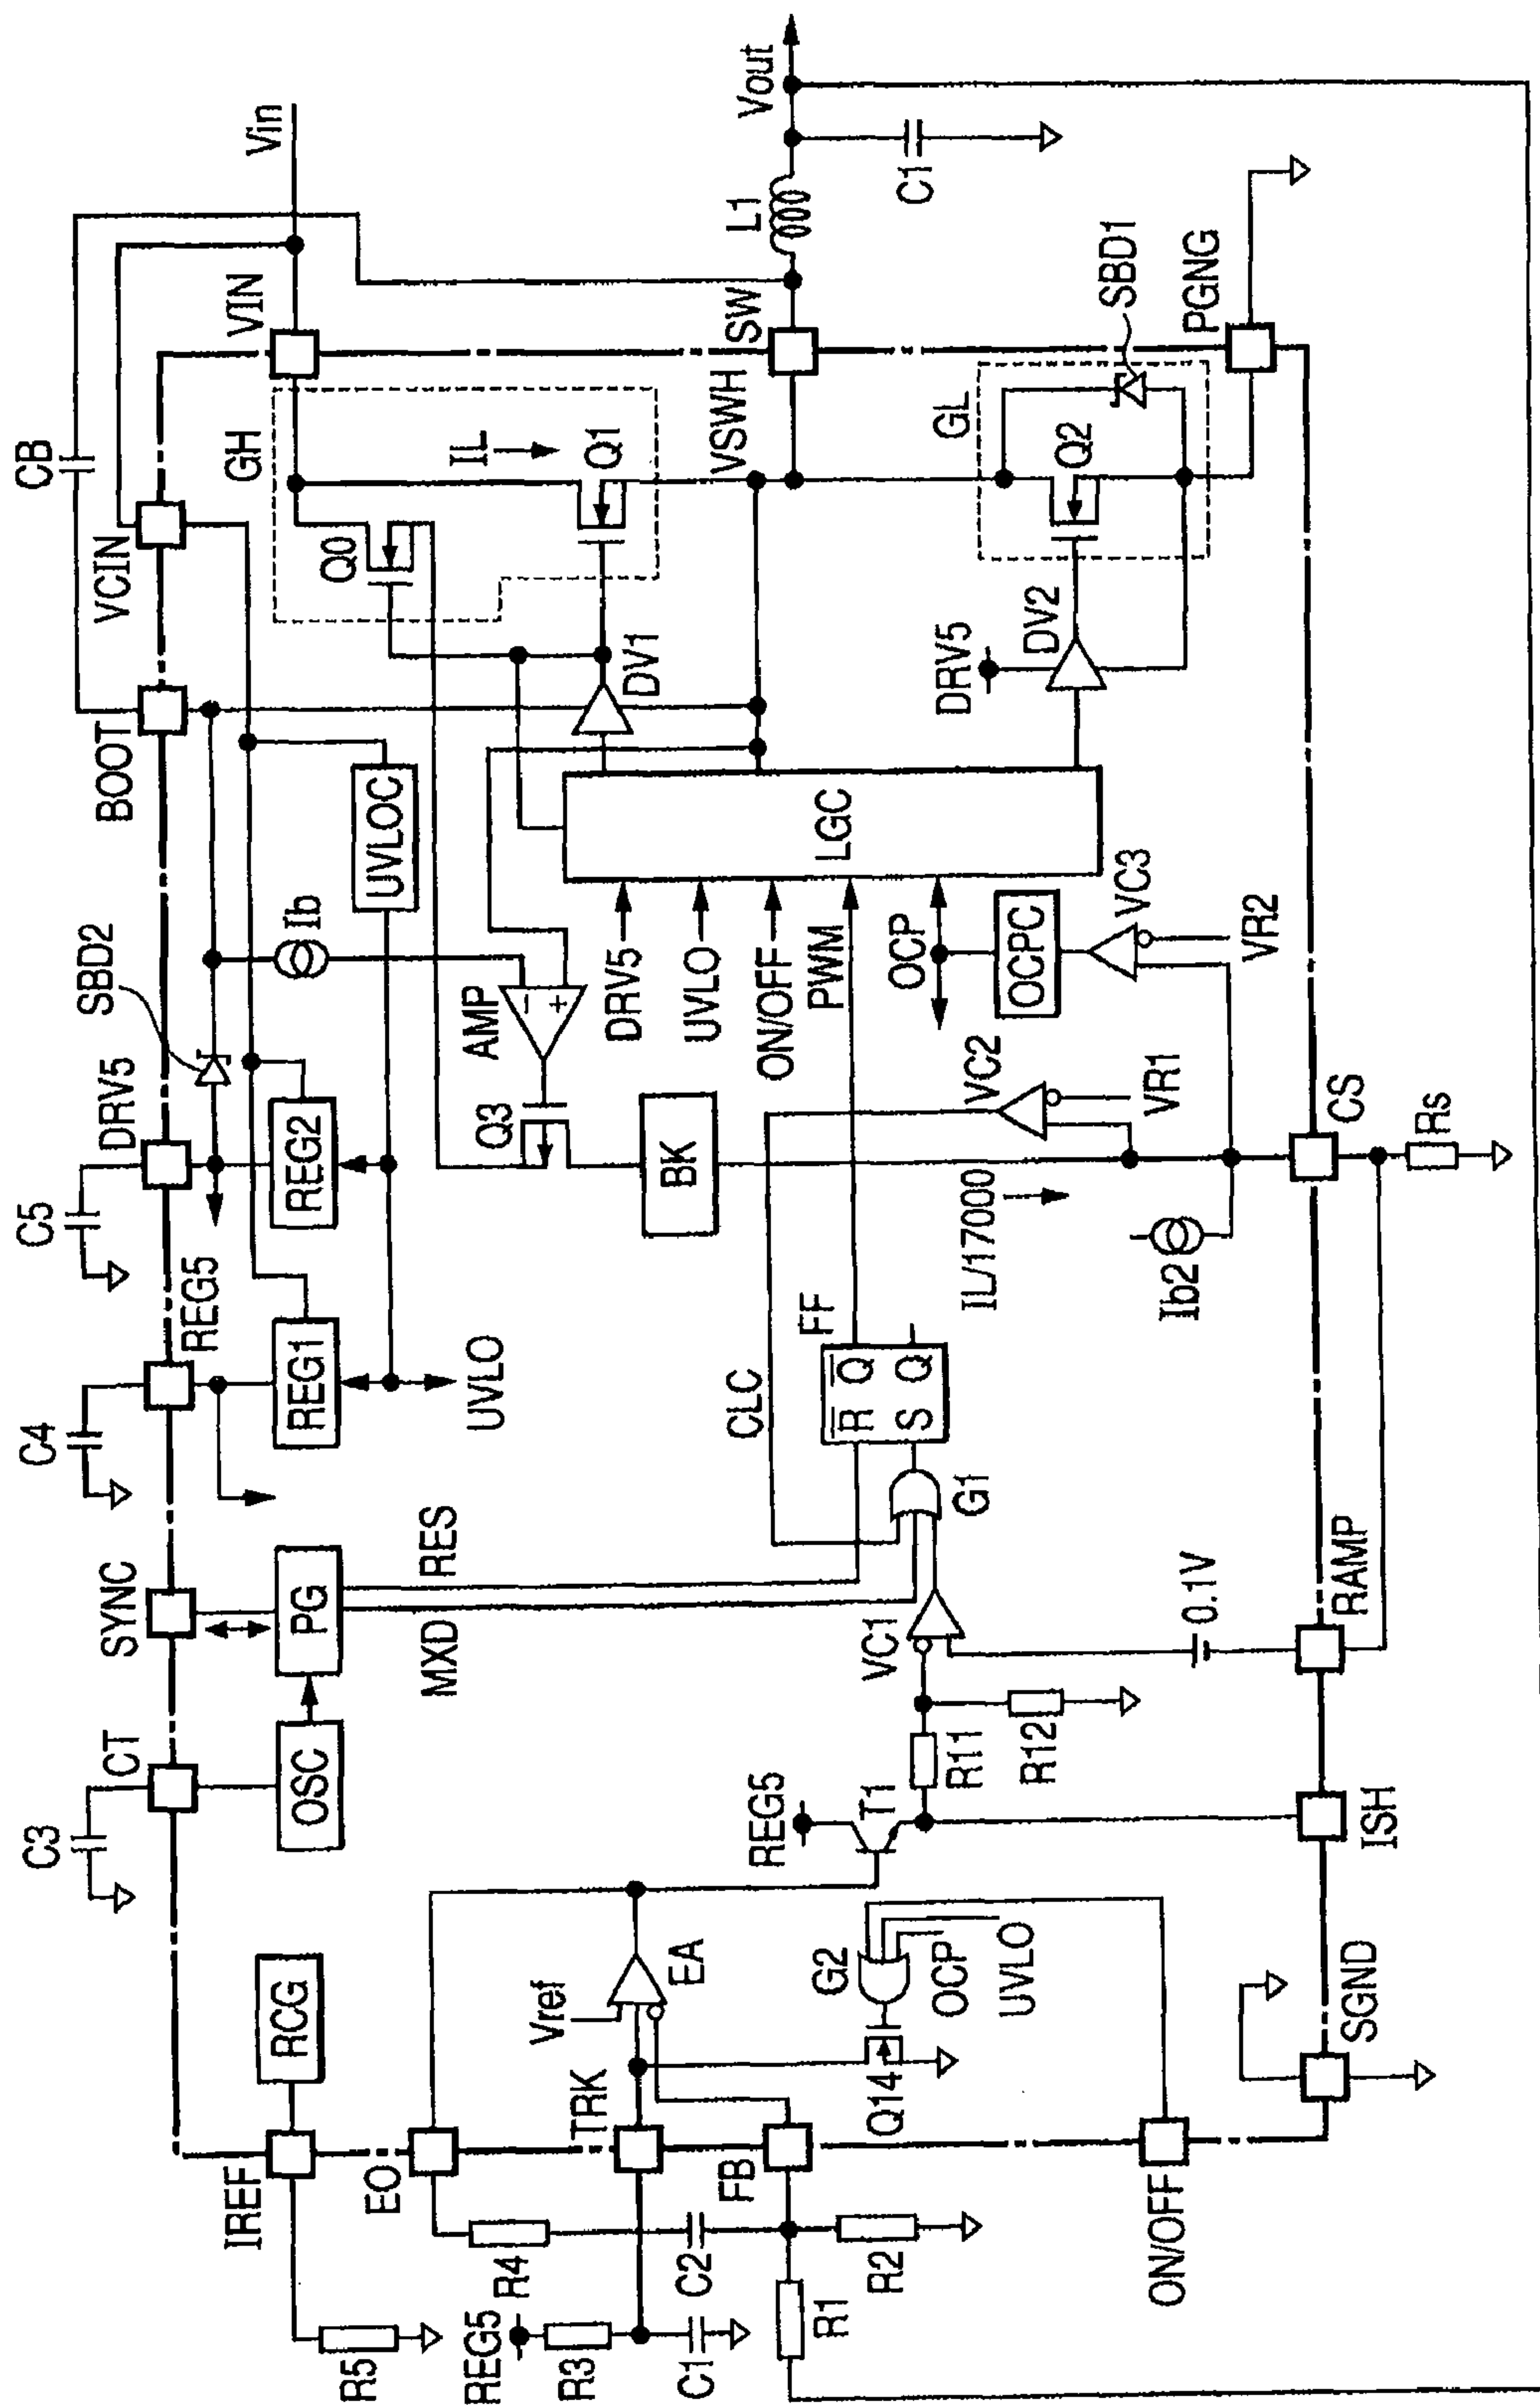 C3
C4
C5
CB
CT
SYNC
REG5
DRV5
SBD2
BOOT
VCIN
Vin
VIN
IREF
RCG
OSC
PG
REG1
REG2
UVLOC
Ib
GH
Q0
IL
Q1
R5
EO
MXD
RES
UVLO
Q3
AMP
−
+
DV1
REG5
R4
R3
TRK
Vref
EA
BK
DRV5
UVLO
ON/OFF
PWM
OCP
LGC
VSWH
SW
L1
Vout
C1
C2
FB
REG5
T1
CLC
FF
R
Q
S
Q
G1
VC1
R11
R12
C1
R1
R2
Q14
G2
OCP
UVLO
IL/17000
VC2
VR1
OCPC
VC3
VR2
DRV5
DV2
GL
Q2
SBD1
PGNG
ON/OFF
0.1V
Ib2
SGND
ISH
RAMP
CS
Rs